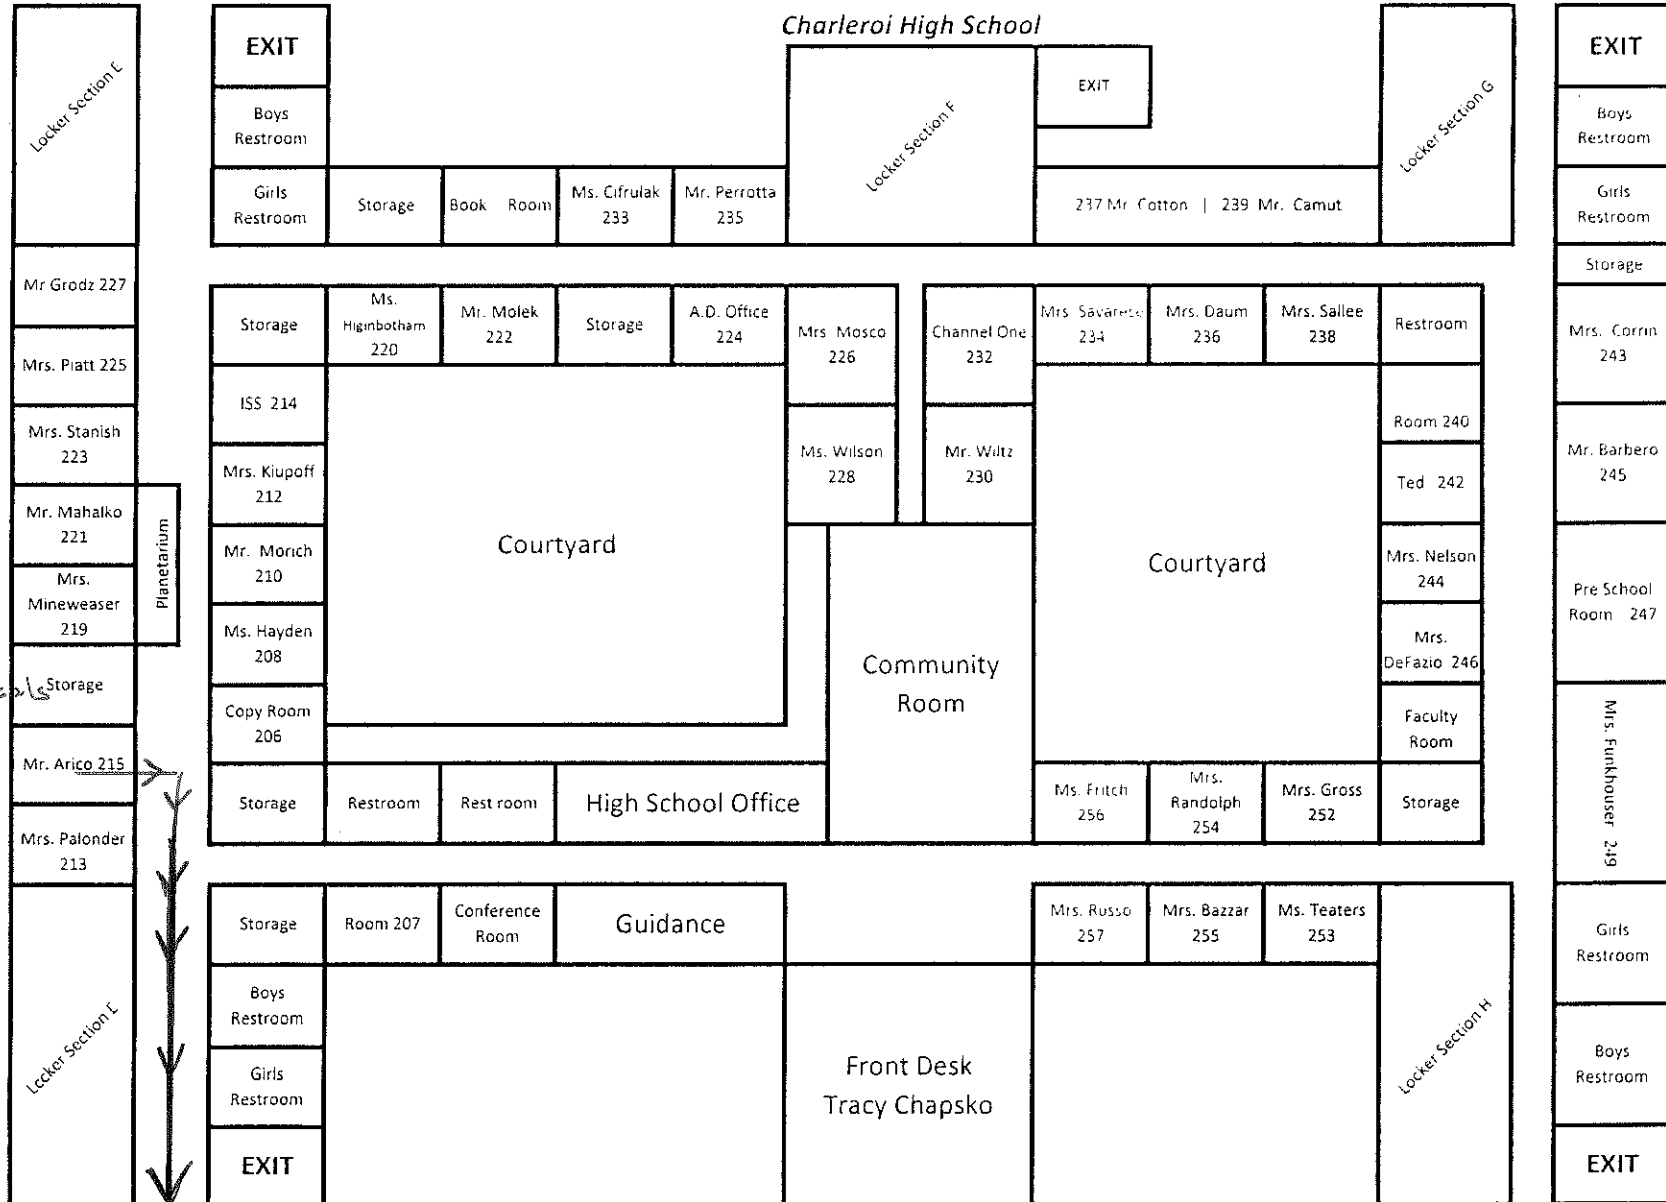 Charleroi High School
Locker Section E
EXIT
Boys
Restroom
Girls
Restroom
Storage
Book Room
Ms. Cifrulak
233
Mr. Perrotta
235
Locker Section F
EXIT
237 Mr Cotton | 239 Mr. Camut
Locker Section G
EXIT
Boys
Restroom
Girls
Restroom
Storage
Mr Grodz 227
Mrs. Piatt 225
Mrs. Stanish
223
Mr. Mahalko
221
Mrs.
Mineweaser
219
Planetarium
Storage
Mr. Arico 215
Mrs. Palonder
213
Storage
Ms.
Higinbotham
220
Mr. Molek
222
Storage
A.D. Office
224
Mrs Mosco
226
Channel One
232
Mrs Savarese
234
Mrs. Daum
236
Mrs. Sallee
238
Restroom
ISS 214
Mrs. Kiupoff
212
Mr. Morich
210
Ms. Hayden
208
Copy Room
206
Storage
Courtyard
Ms. Wilson
228
Mr. Wiltz
230
Community
Room
Courtyard
Room 240
Ted 242
Mrs. Nelson
244
Mrs.
DeFazio 246
Faculty
Room
Storage
Mrs. Corrin
243
Mr. Barbero
245
Pre School
Room 247
Mrs. Funkhouser 249
Restroom
Rest room
High School Office
Ms. Fritch
256
Mrs.
Randolph
254
Mrs. Gross
252
Storage
Room 207
Conference
Room
Guidance
Mrs. Russo
257
Mrs. Bazzar
255
Ms. Teaters
253
Girls
Restroom
Boys
Restroom
EXIT
Boys
Restroom
Girls
Restroom
EXIT
Locker Section
Front Desk
Tracy Chapsko
Locker Section H